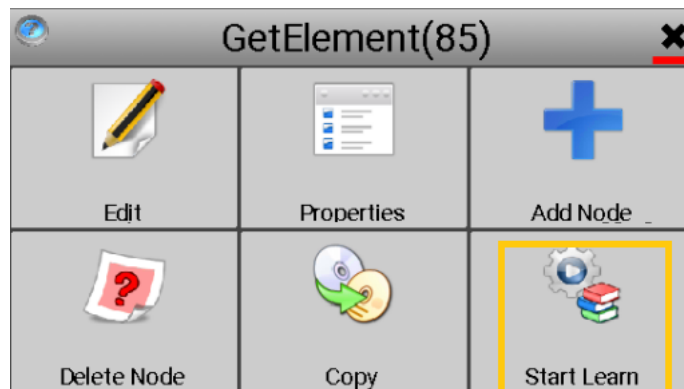 GetElement(85)
Edit
Properties
Add Node
Delete Node
Copy
Start Learn